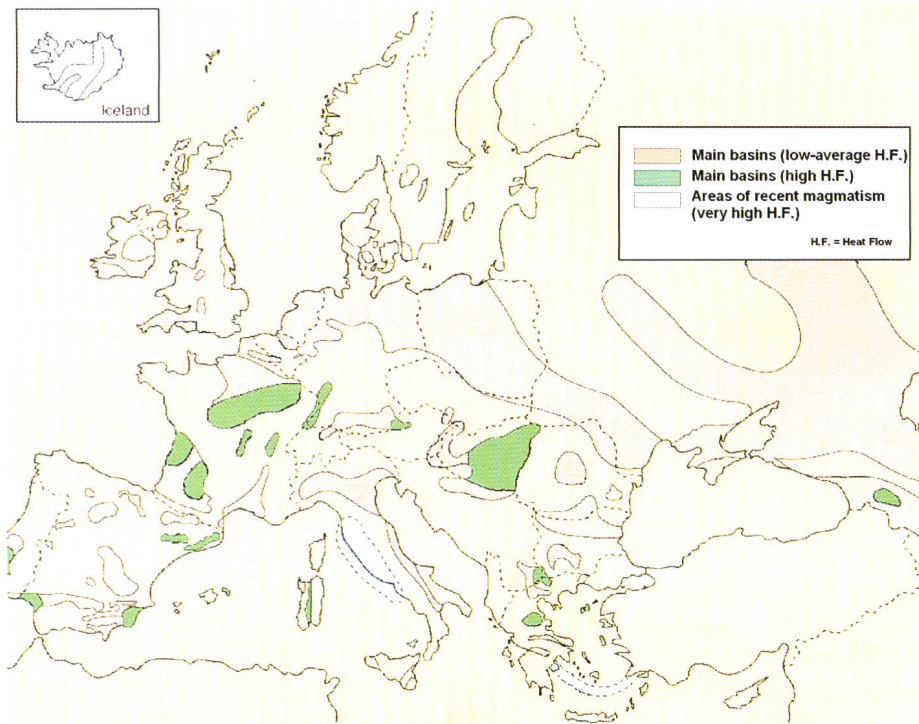 Iceland
Main basins (low-average H.F.)
Main basins (high H.F.)
Areas of recent magmatism
(very high H.F.)
H.F. = Heat Flow